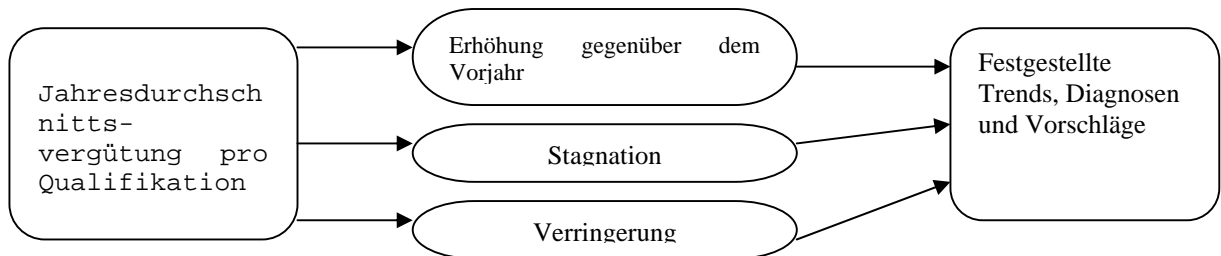 Jahresdurchsch
nitts-
vergütung pro
Qualifikation
Erhöhung gegenüber dem
Vorjahr
Stagnation
Verringerung
Festgestellte
Trends, Diagnosen
und Vorschläge